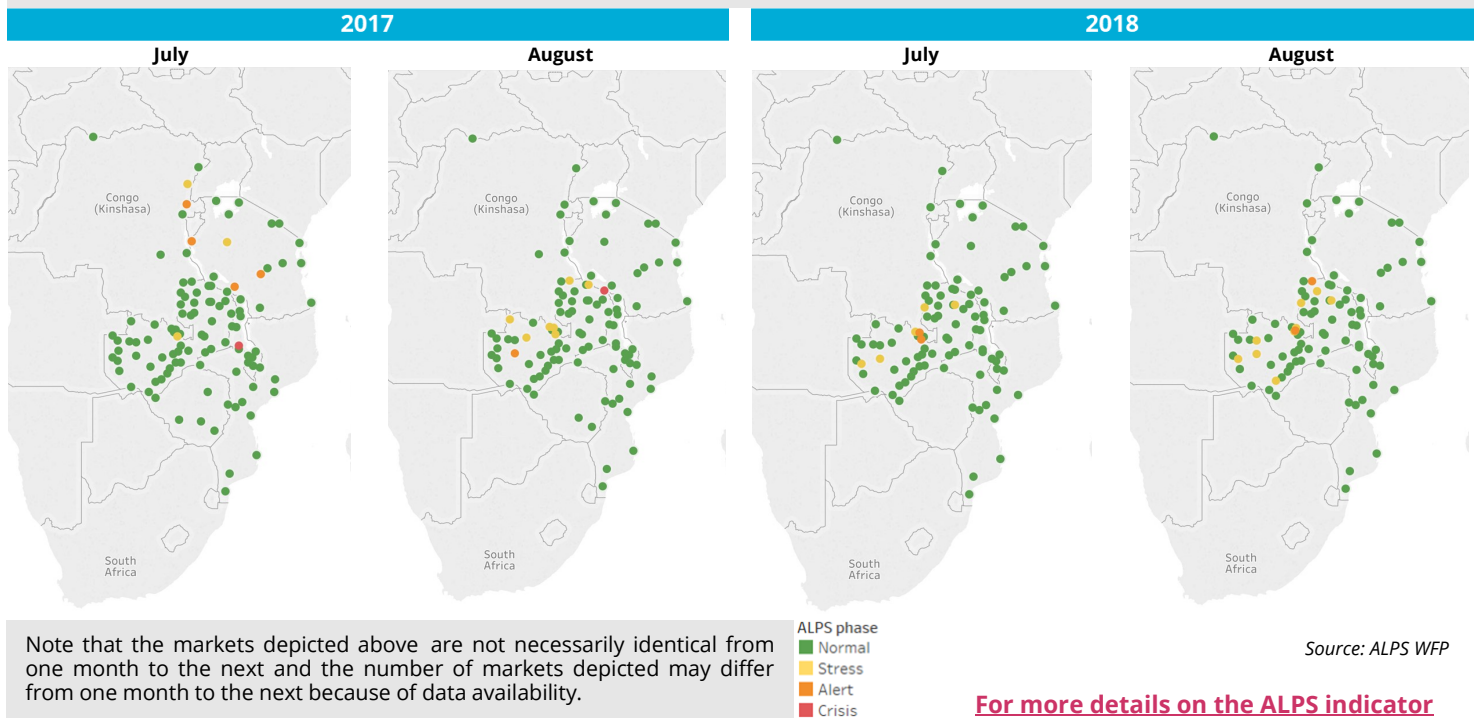 2017
2018
July
August
July
August
Congo
(Kinshasa)
Congo
(Kinshasa)
Congo
(Kinshasa)
Congo
(Kinshasa)
South
Africa
South
Africa
South
Africa
South
Africa
Note that the markets depicted above are not necessarily identical from
one month to the next and the number of markets depicted may differ
from one month to the next because of data availability.
ALPS phase
Normal
Stress
Alert
Crisis
Source: ALPS WFP
For more details on the ALPS indicator